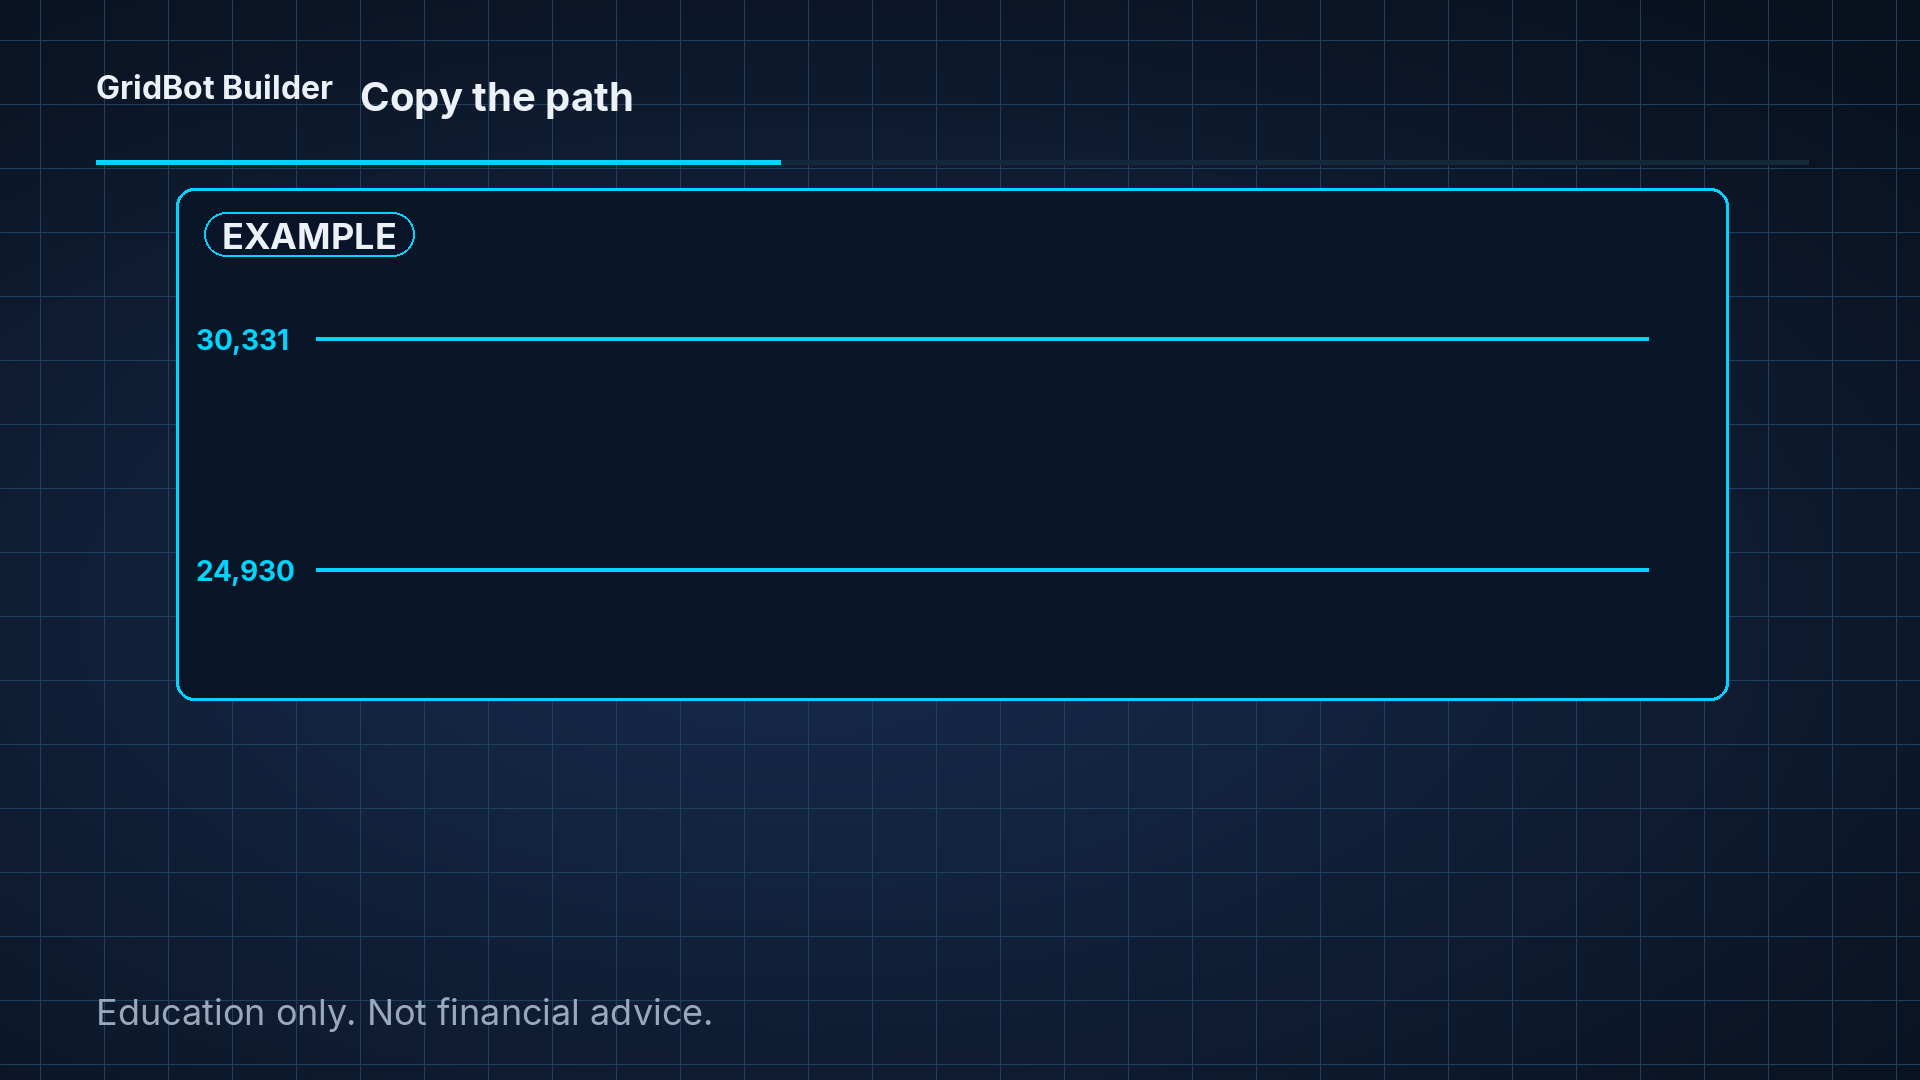 GridBot Builder
Copy the path
EXAMPLE
30,331
24,930
Education only. Not financial advice.